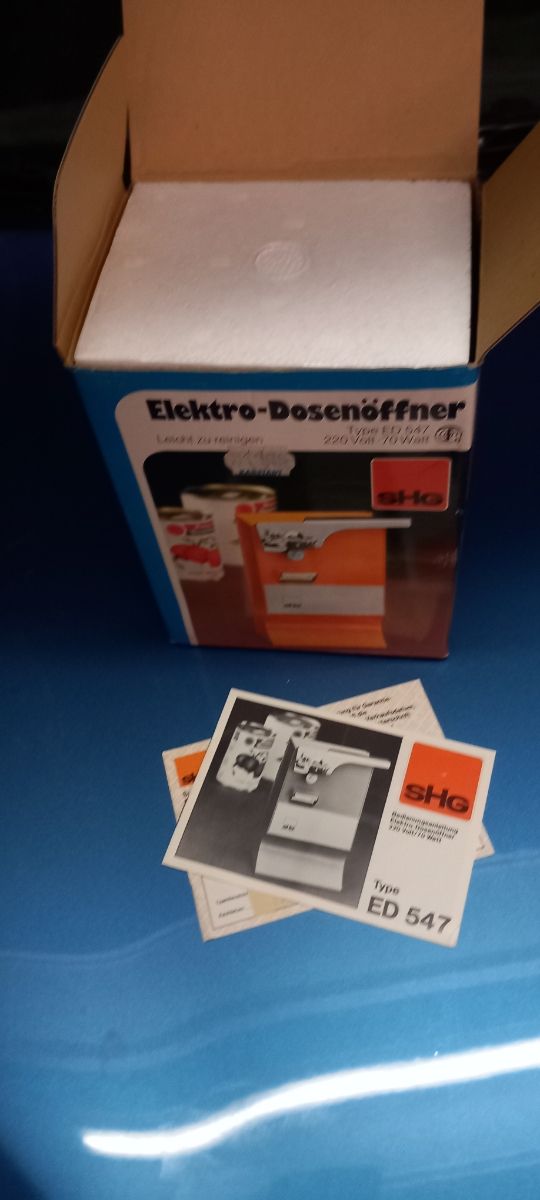 Elektro-Dosenöffner
Leicht zu reinigen
Type ED 547
220 Volt · 70 Watt
KARSTADT
SHG
SHG
Bedienungsanleitung
Elektro-Dosenöffner
220 Volt/70 Watt
Type
ED 547